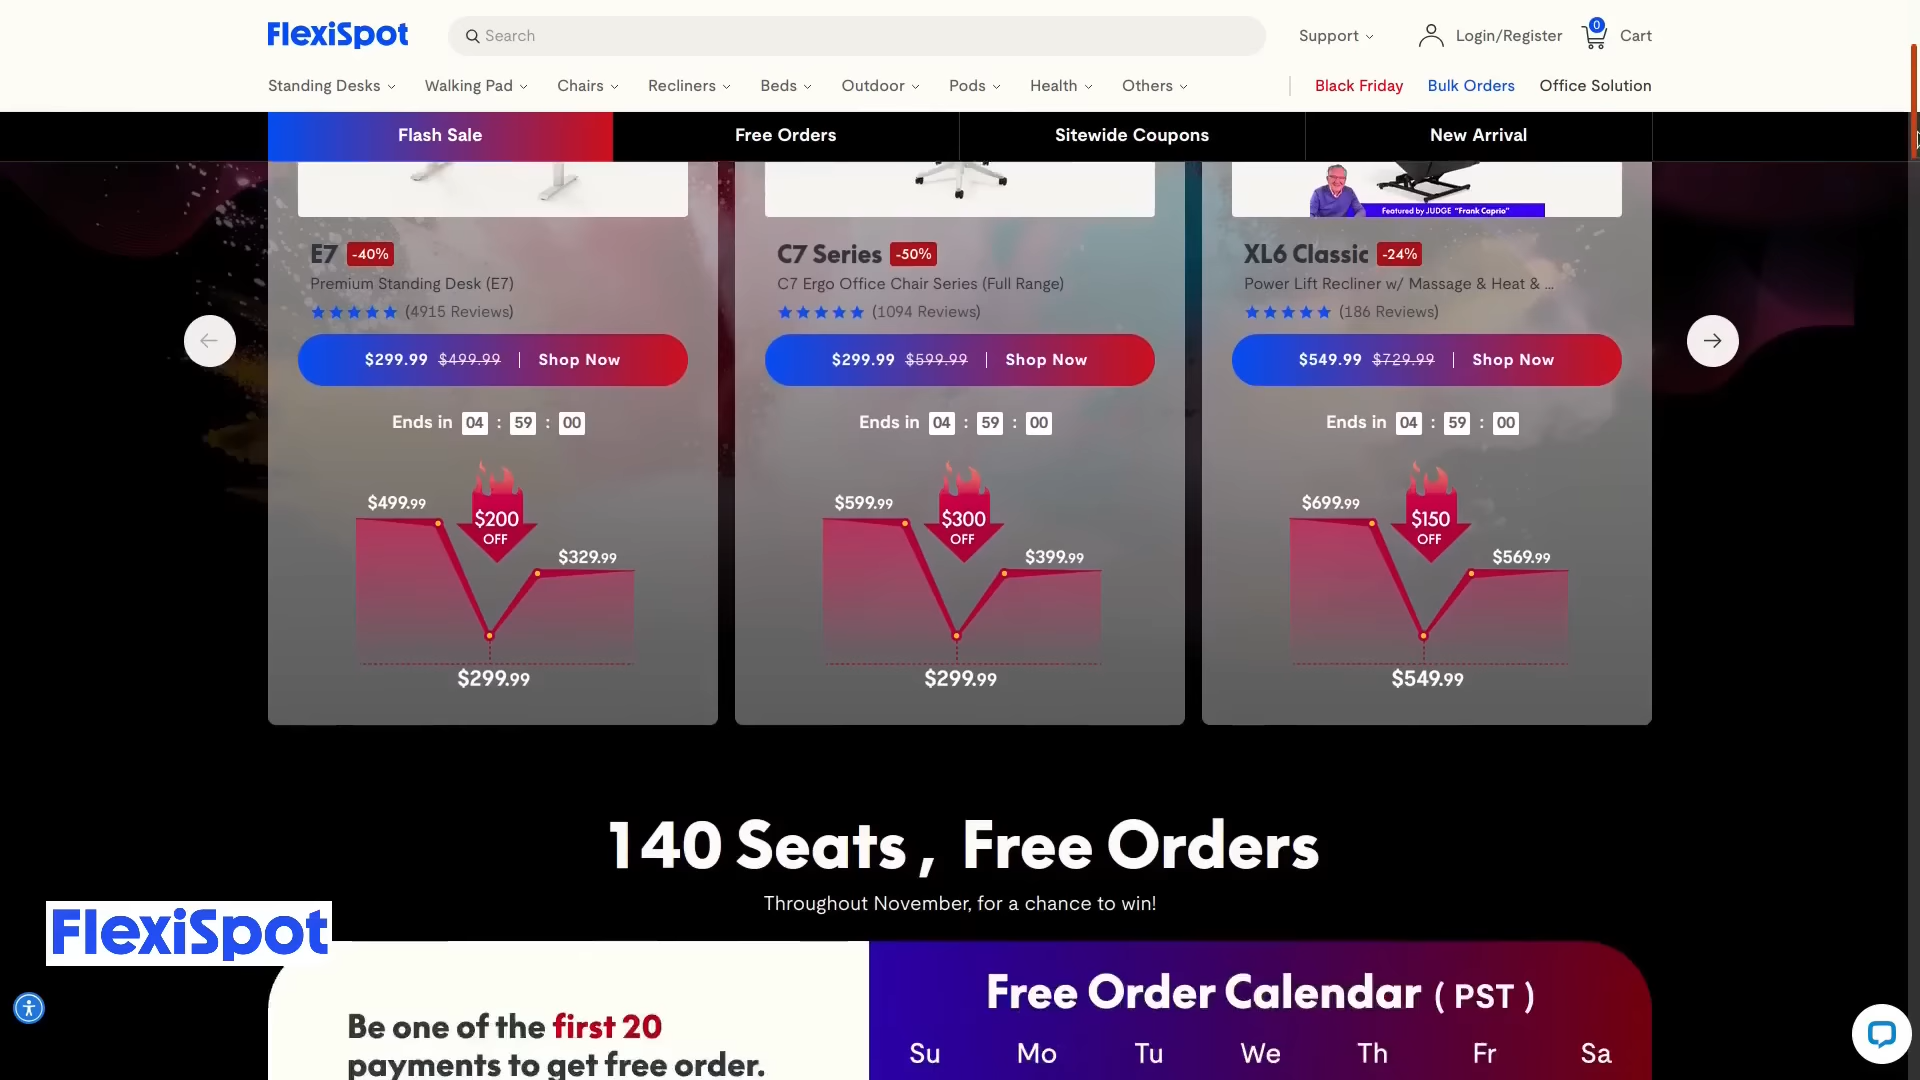 FlexiSpot
Search
Support
0
Login/Register
Cart
Standing Desks
Walking Pad
Chairs
Recliners
Beds
Outdoor
Pods
Health
Others
Black Friday
Bulk Orders
Office Solution
Flash Sale
Free Orders
Sitewide Coupons
New Arrival
Featured by JUDGE "Frank Caprio"
E7 -40%
Premium Standing Desk (E7)
(4915 Reviews)
$299.99 $499.99 | Shop Now
Ends in 04 : 59 : 00
$499.99
$200
OFF
$329.99
$299.99
C7 Series -50%
C7 Ergo Office Chair Series (Full Range)
(1094 Reviews)
$299.99 $599.99 | Shop Now
Ends in 04 : 59 : 00
$599.99
$300
OFF
$399.99
$299.99
XL6 Classic -24%
Power Lift Recliner w/ Massage & Heat & ...
(186 Reviews)
$549.99 $729.99 | Shop Now
Ends in 04 : 59 : 00
$699.99
$150
OFF
$569.99
$549.99
140 Seats , Free Orders
Throughout November, for a chance to win!
FlexiSpot
Be one of the first 20
payments to get free order.
Free Order Calendar ( PST )
Su Mo Tu We Th Fr Sa